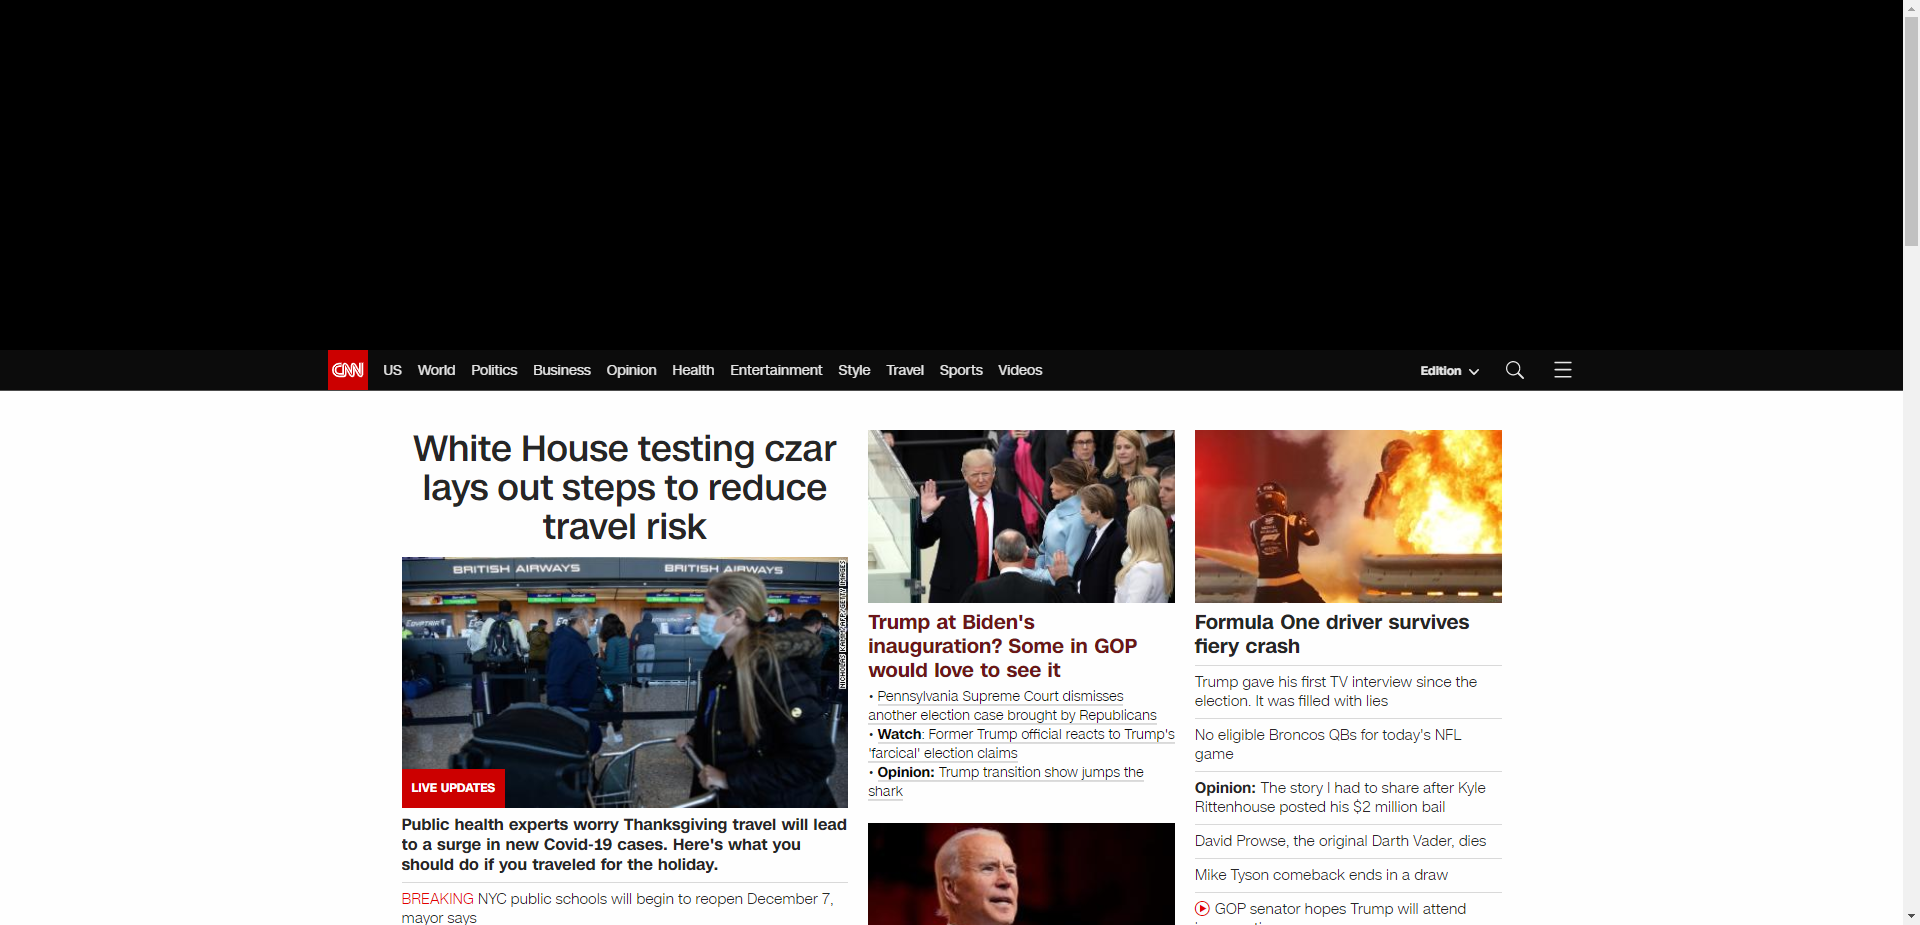 CNN
US World Politics Business Opinion Health Entertainment Style Travel Sports Videos
Edition
White House testing czar
lays out steps to reduce
travel risk
BRITISH AIRWAYS BRITISH AIRWAYS
EGYPTAIR
NICHOLAS KAMM/AFP/GETTY IMAGES
LIVE UPDATES
Public health experts worry Thanksgiving travel will lead
to a surge in new Covid-19 cases. Here's what you
should do if you traveled for the holiday.
BREAKING NYC public schools will begin to reopen December 7,
mayor says
Trump at Biden's
inauguration? Some in GOP
would love to see it
• Pennsylvania Supreme Court dismisses
another election case brought by Republicans
• Watch: Former Trump official reacts to Trump's
'farcical' election claims
• Opinion: Trump transition show jumps the
shark
Formula One driver survives
fiery crash
Trump gave his first TV interview since the
election. It was filled with lies
No eligible Broncos QBs for today's NFL
game
Opinion: The story I had to share after Kyle
Rittenhouse posted his $2 million bail
David Prowse, the original Darth Vader, dies
Mike Tyson comeback ends in a draw
GOP senator hopes Trump will attend